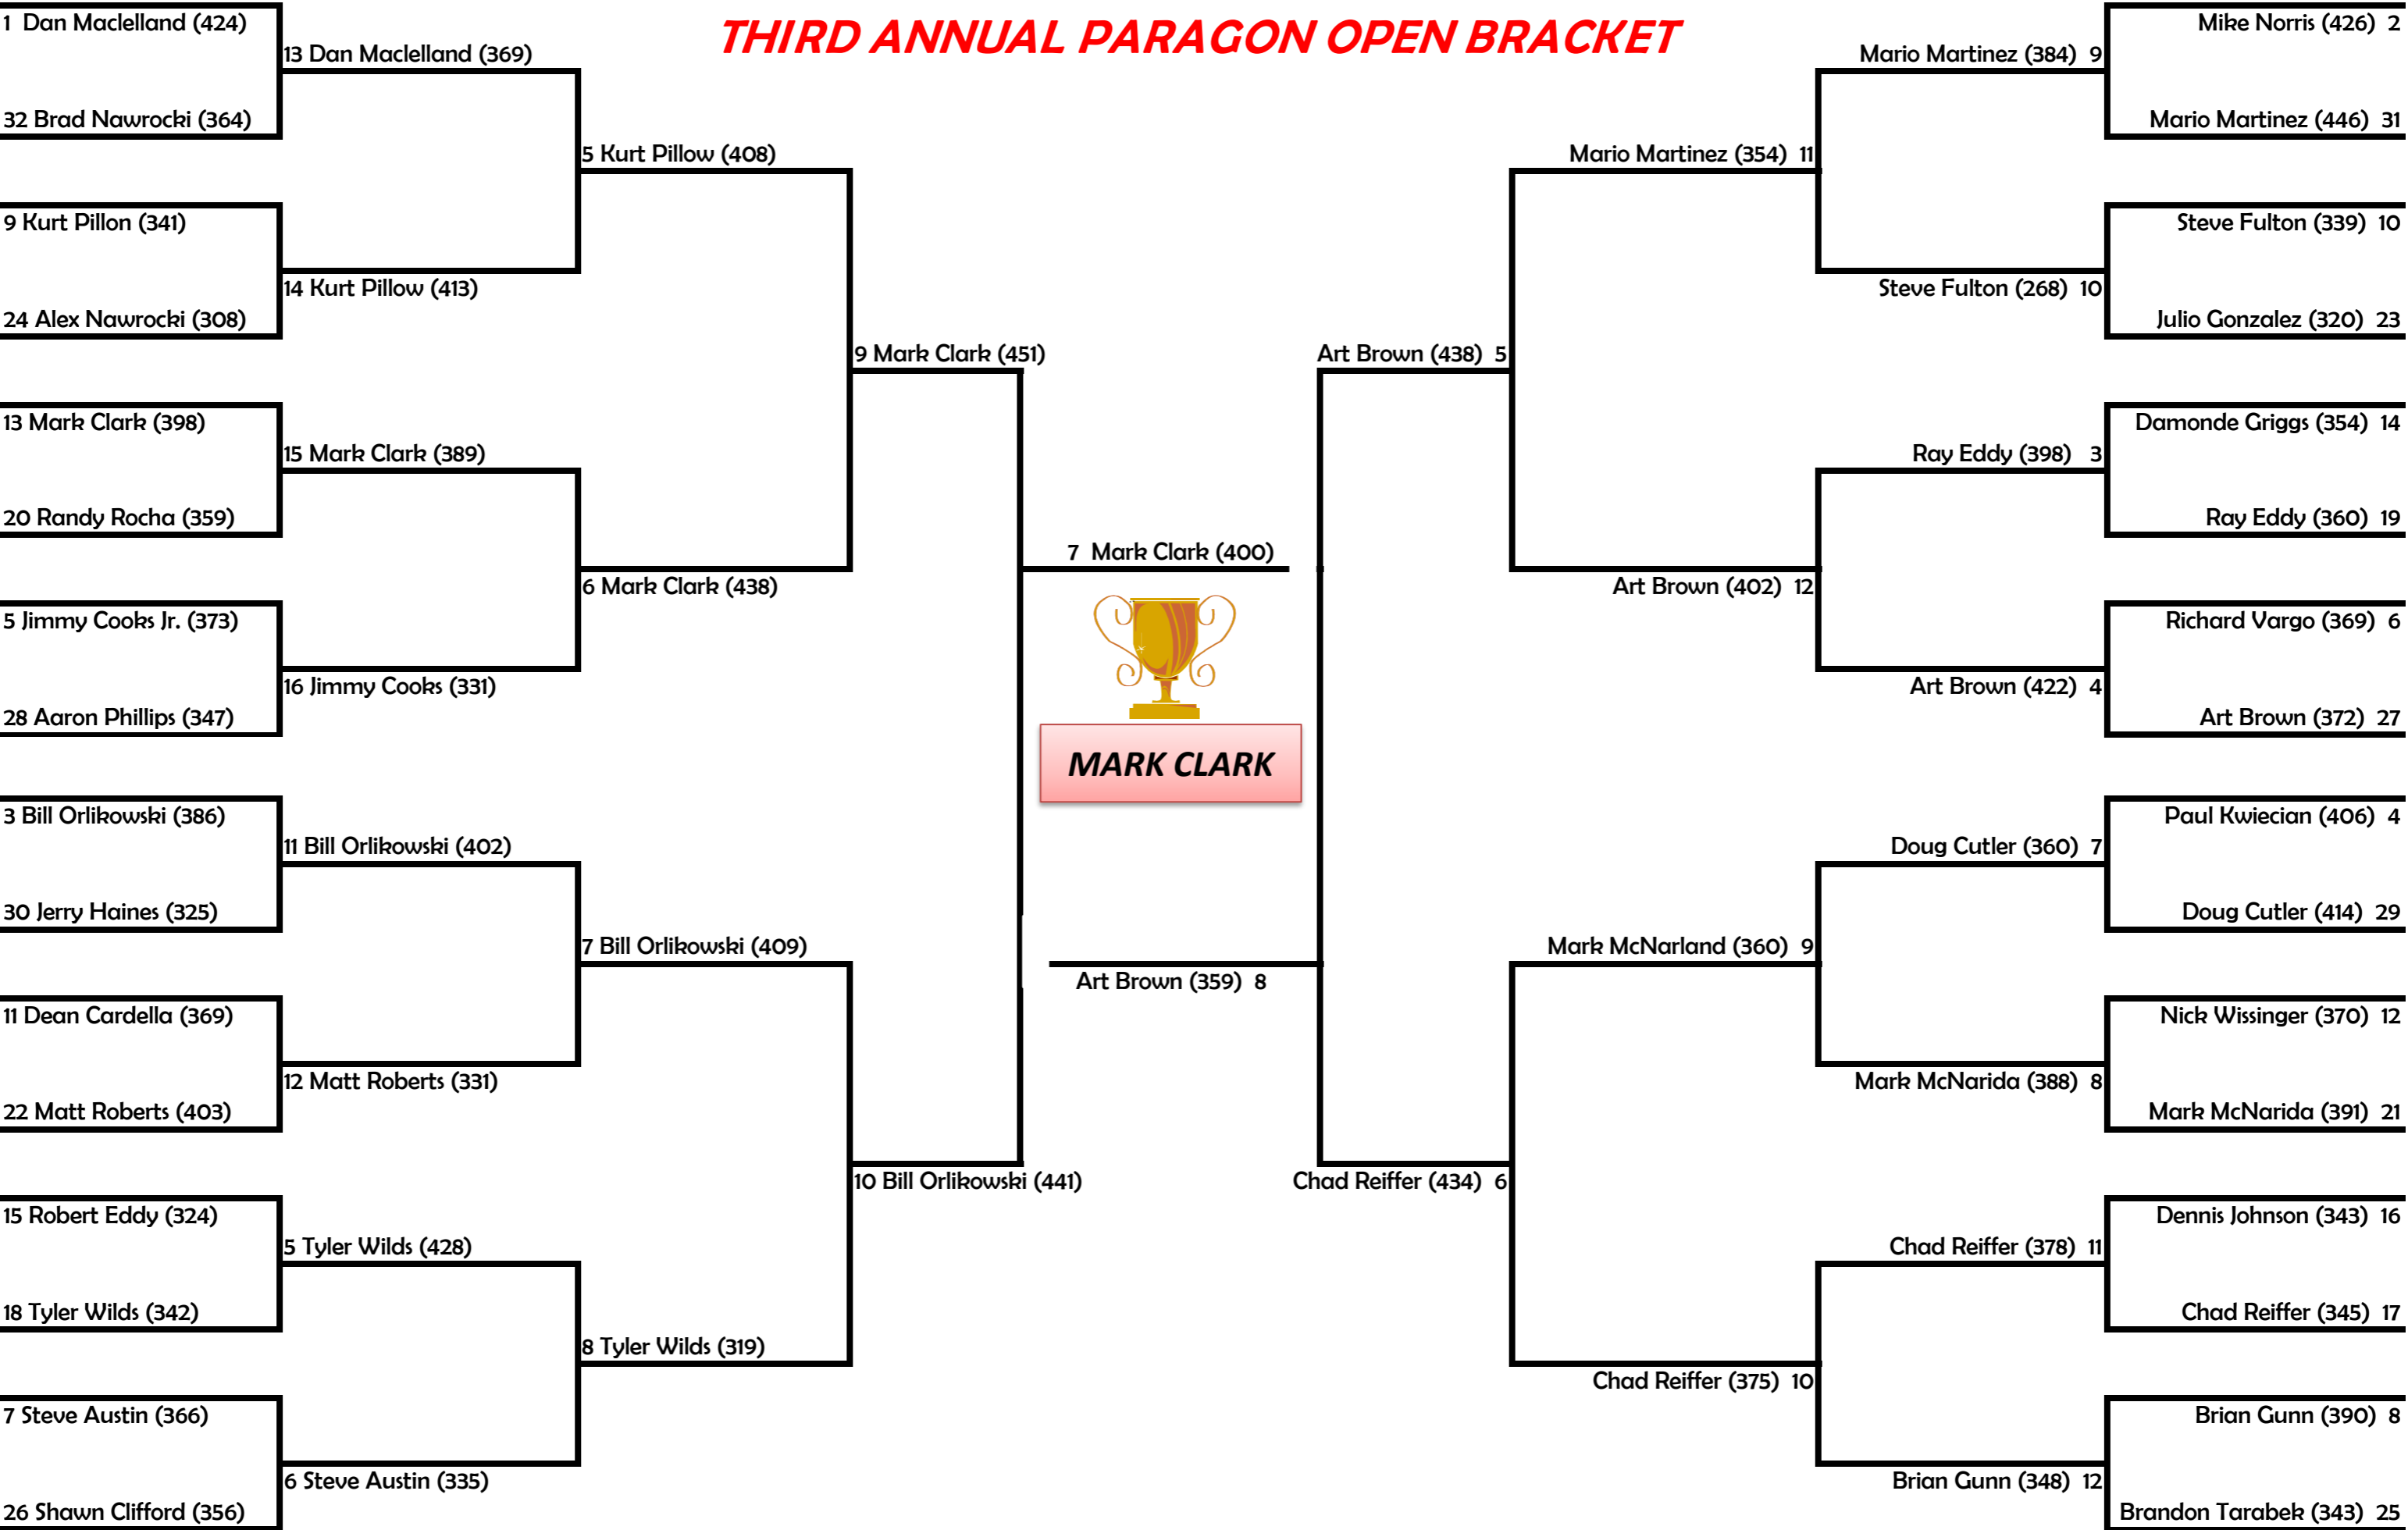 THIRD ANNUAL PARAGON OPEN BRACKET
1 Dan Maclelland (424)
32 Brad Nawrocki (364)
9 Kurt Pillon (341)
24 Alex Nawrocki (308)
13 Mark Clark (398)
20 Randy Rocha (359)
5 Jimmy Cooks Jr. (373)
28 Aaron Phillips (347)
3 Bill Orlikowski (386)
30 Jerry Haines (325)
11 Dean Cardella (369)
22 Matt Roberts (403)
15 Robert Eddy (324)
18 Tyler Wilds (342)
7 Steve Austin (366)
26 Shawn Clifford (356)
13 Dan Maclelland (369)
14 Kurt Pillow (413)
15 Mark Clark (389)
16 Jimmy Cooks (331)
11 Bill Orlikowski (402)
12 Matt Roberts (331)
5 Tyler Wilds (428)
6 Steve Austin (335)
5 Kurt Pillow (408)
6 Mark Clark (438)
7 Bill Orlikowski (409)
8 Tyler Wilds (319)
9 Mark Clark (451)
10 Bill Orlikowski (441)
7 Mark Clark (400)
MARK CLARK
Art Brown (359) 8
Art Brown (438) 5
Chad Reiffer (434) 6
Mario Martinez (354) 11
Art Brown (402) 12
Mark McNarland (360) 9
Chad Reiffer (375) 10
Mario Martinez (384) 9
Steve Fulton (268) 10
Ray Eddy (398) 3
Art Brown (422) 4
Doug Cutler (360) 7
Mark McNarida (388) 8
Chad Reiffer (378) 11
Brian Gunn (348) 12
Mike Norris (426) 2
Mario Martinez (446) 31
Steve Fulton (339) 10
Julio Gonzalez (320) 23
Damonde Griggs (354) 14
Ray Eddy (360) 19
Richard Vargo (369) 6
Art Brown (372) 27
Paul Kwiecian (406) 4
Doug Cutler (414) 29
Nick Wissinger (370) 12
Mark McNarida (391) 21
Dennis Johnson (343) 16
Chad Reiffer (345) 17
Brian Gunn (390) 8
Brandon Tarabek (343) 25